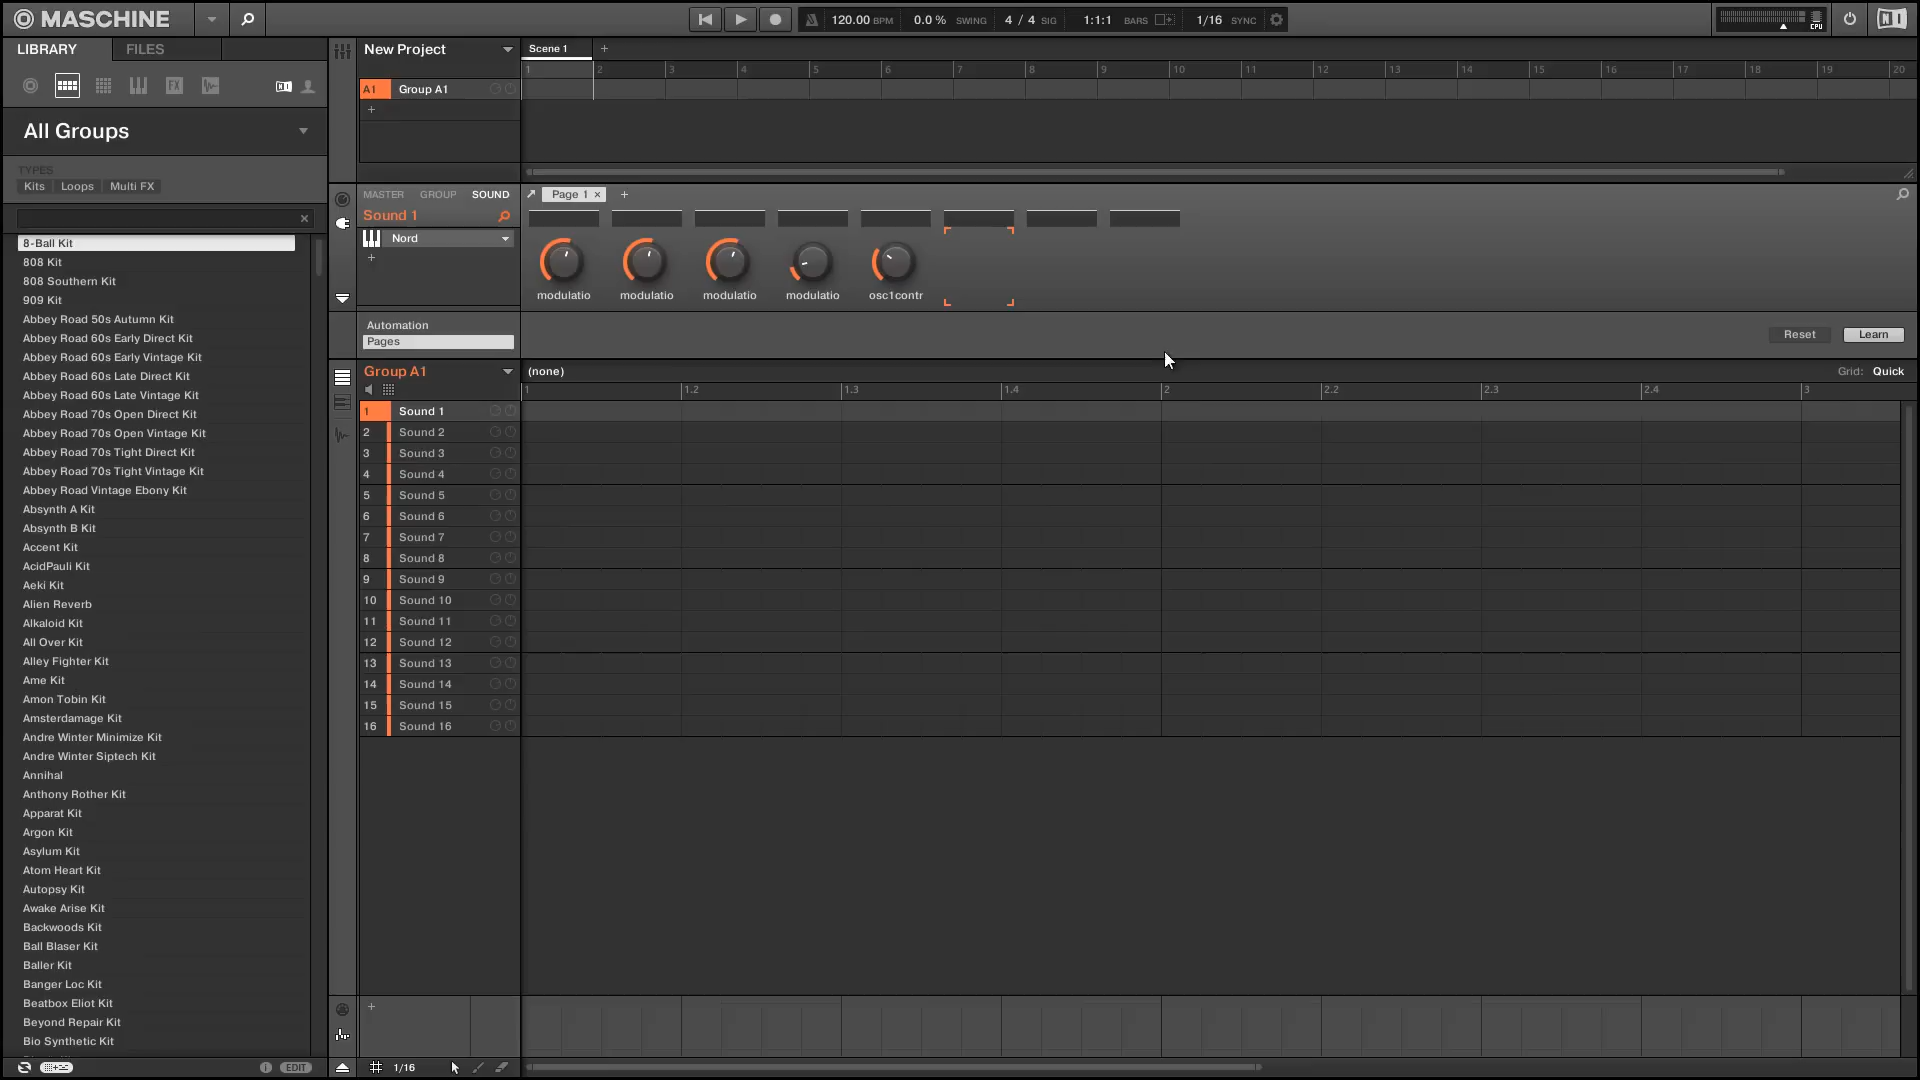 MASCHINE
120.00 BPM 0.0 % SWING 4 / 4 SIG 1:1:1 BARS 1/16 SYNC
CPU
LIBRARY FILES
New Project
Scene 1 +
1 2 3 4 5 6 7 8 9 10 11 12 13 14 15 16 17 18 19 20
FX
A1 Group A1
+
All Groups
TYPES
Kits Loops Multi FX
MASTER GROUP SOUND
Page 1 × +
Sound 1
Nord
+
modulatio modulatio modulatio modulatio osc1contr
Automation
Pages
Reset Learn
Group A1
(none)
Grid: Quick
1 1.2 1.3 1.4 2 2.2 2.3 2.4 3
8-Ball Kit
808 Kit
808 Southern Kit
909 Kit
Abbey Road 50s Autumn Kit
Abbey Road 60s Early Direct Kit
Abbey Road 60s Early Vintage Kit
Abbey Road 60s Late Direct Kit
Abbey Road 60s Late Vintage Kit
Abbey Road 70s Open Direct Kit
Abbey Road 70s Open Vintage Kit
Abbey Road 70s Tight Direct Kit
Abbey Road 70s Tight Vintage Kit
Abbey Road Vintage Ebony Kit
Absynth A Kit
Absynth B Kit
Accent Kit
AcidPauli Kit
Aeki Kit
Alien Reverb
Alkaloid Kit
All Over Kit
Alley Fighter Kit
Ame Kit
Amon Tobin Kit
Amsterdamage Kit
Andre Winter Minimize Kit
Andre Winter Siptech Kit
Annihal
Anthony Rother Kit
Apparat Kit
Argon Kit
Asylum Kit
Atom Heart Kit
Autopsy Kit
Awake Arise Kit
Backwoods Kit
Ball Blaser Kit
Baller Kit
Banger Loc Kit
Beatbox Eliot Kit
Beyond Repair Kit
Bio Synthetic Kit
1 Sound 1
2 Sound 2
3 Sound 3
4 Sound 4
5 Sound 5
6 Sound 6
7 Sound 7
8 Sound 8
9 Sound 9
10 Sound 10
11 Sound 11
12 Sound 12
13 Sound 13
14 Sound 14
15 Sound 15
16 Sound 16
+
EDIT
1/16